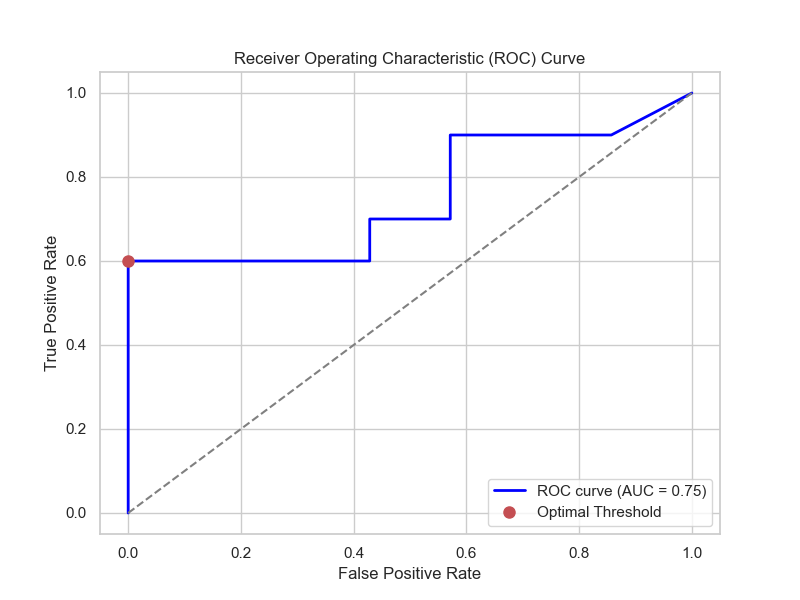 Receiver Operating Characteristic (ROC) Curve
True Positive Rate
1.0
0.8
0.6
0.4
0.2
0.0
0.0 0.2 0.4 0.6 0.8 1.0
False Positive Rate
ROC curve (AUC = 0.75)
Optimal Threshold